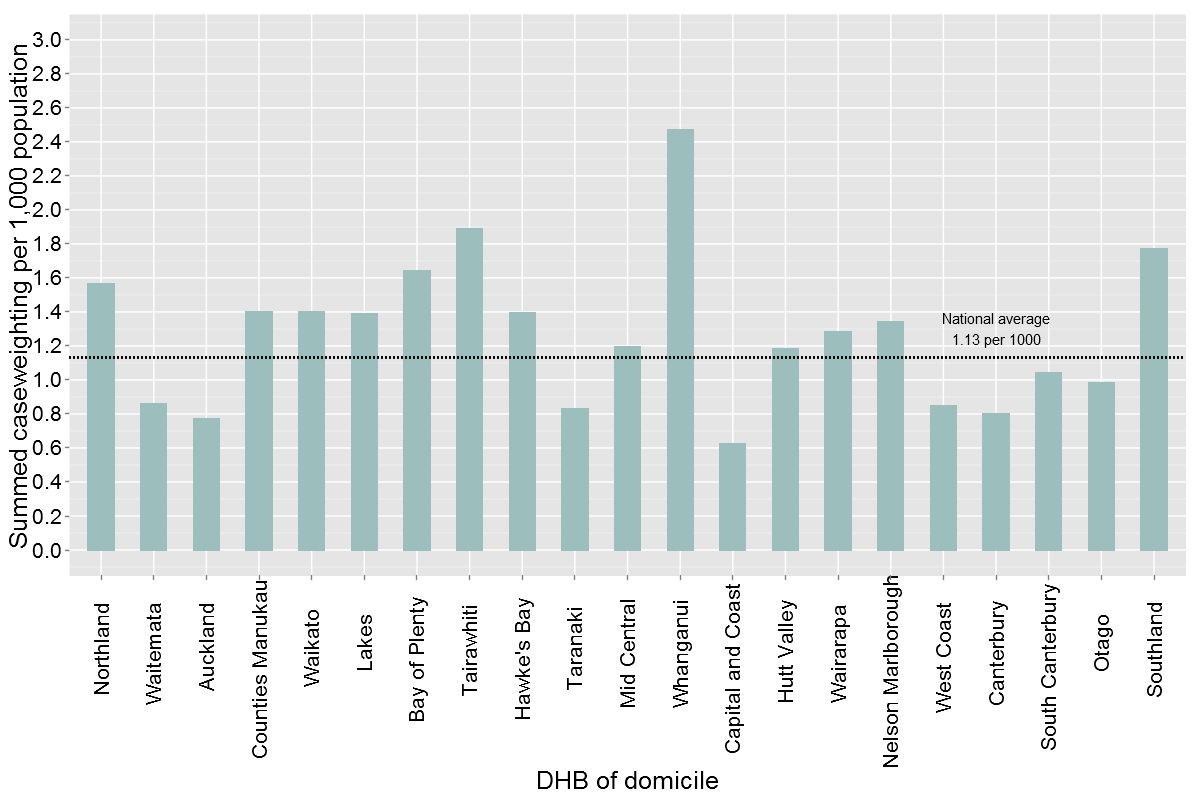 Summed caseweighting per 1,000 population
3.0
2.8
2.6
2.4
2.2
2.0
1.8
1.6
1.4
1.2
1.0
0.8
0.6
0.4
0.2
0.0
National average
1.13 per 1000
Northland
Waitemata
Auckland
Counties Manukau
Waikato
Lakes
Bay of Plenty
Tairawhiti
Hawke's Bay
Taranaki
Mid Central
Whanganui
Capital and Coast
Hutt Valley
Wairarapa
Nelson Marlborough
West Coast
Canterbury
South Canterbury
Otago
Southland
DHB of domicile